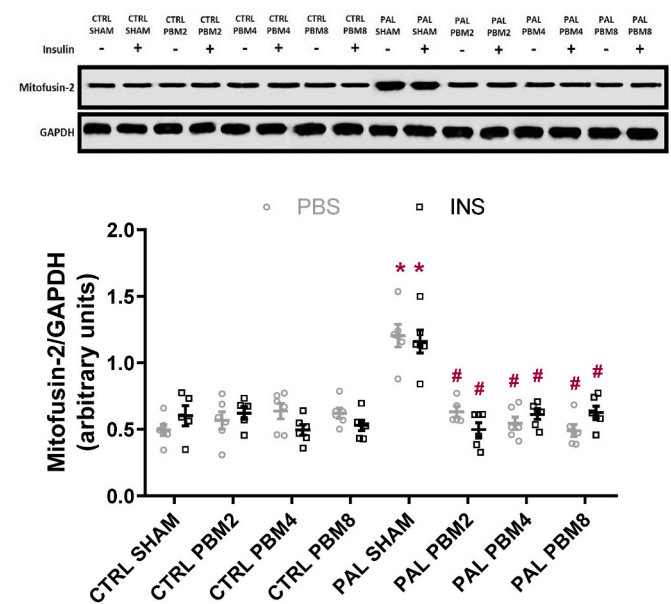 CTRL CTRL CTRL CTRL CTRL CTRL CTRL CTRL PAL PAL PAL PAL PAL PAL PAL PAL
SHAM SHAM PBM2 PBM2 PBM4 PBM4 PBM8 PBM8 SHAM SHAM PBM2 PBM2 PBM4 PBM4 PBM8 PBM8
Insulin - + - + - + - + - + - + - + - +
Mitofusin-2
GAPDH
PBS INS
Mitofusin-2/GAPDH
(arbitrary units)
2.0
1.5
1.0
0.5
0.0
* *
# # # # # #
CTRL SHAM
CTRL PBM2
CTRL PBM4
CTRL PBM8
PAL SHAM
PAL PBM2
PAL PBM4
PAL PBM8